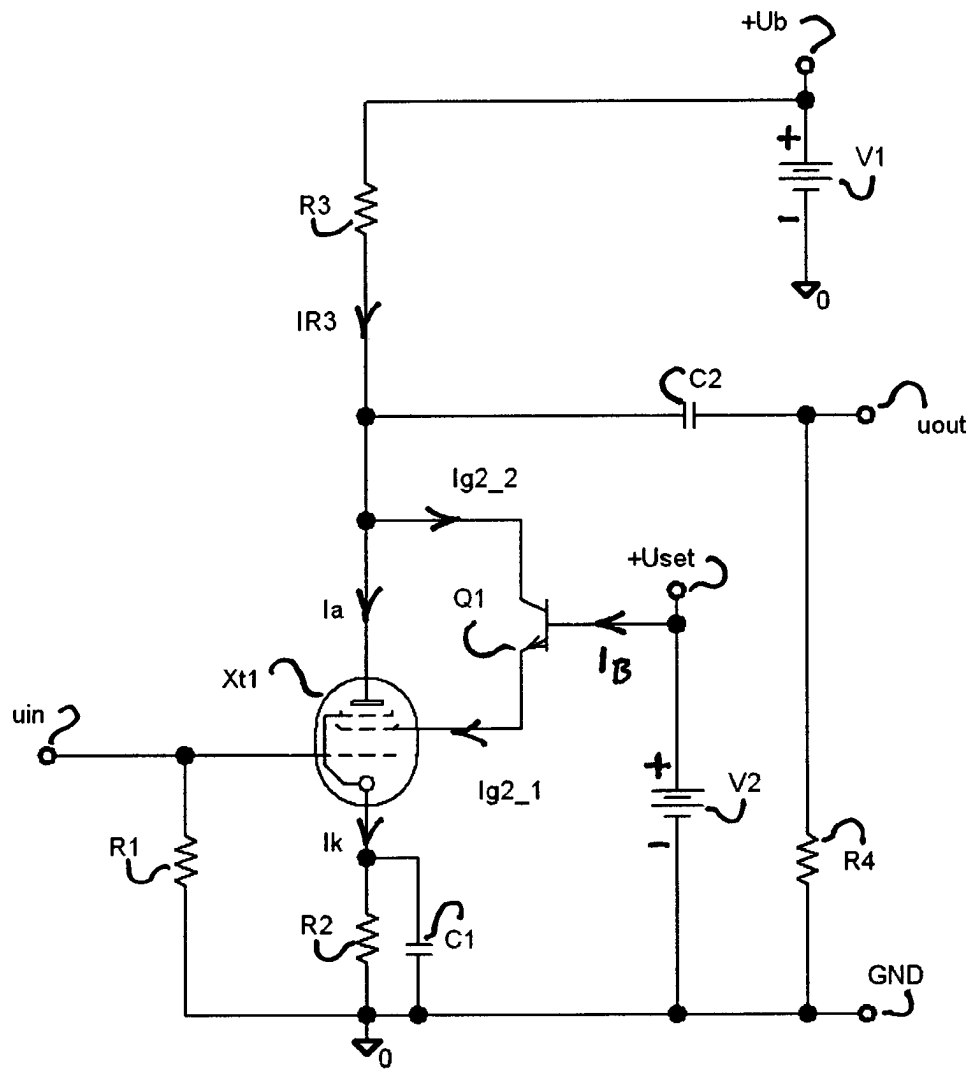 +Ub
+
V1
R3
-
0
IR3
C2
uout
Ig2_2
+Uset
Ia
Q1
IB
Xt1
uin
+
V2
Ig2_1
-
R1
Ik
R4
R2
C1
GND
0